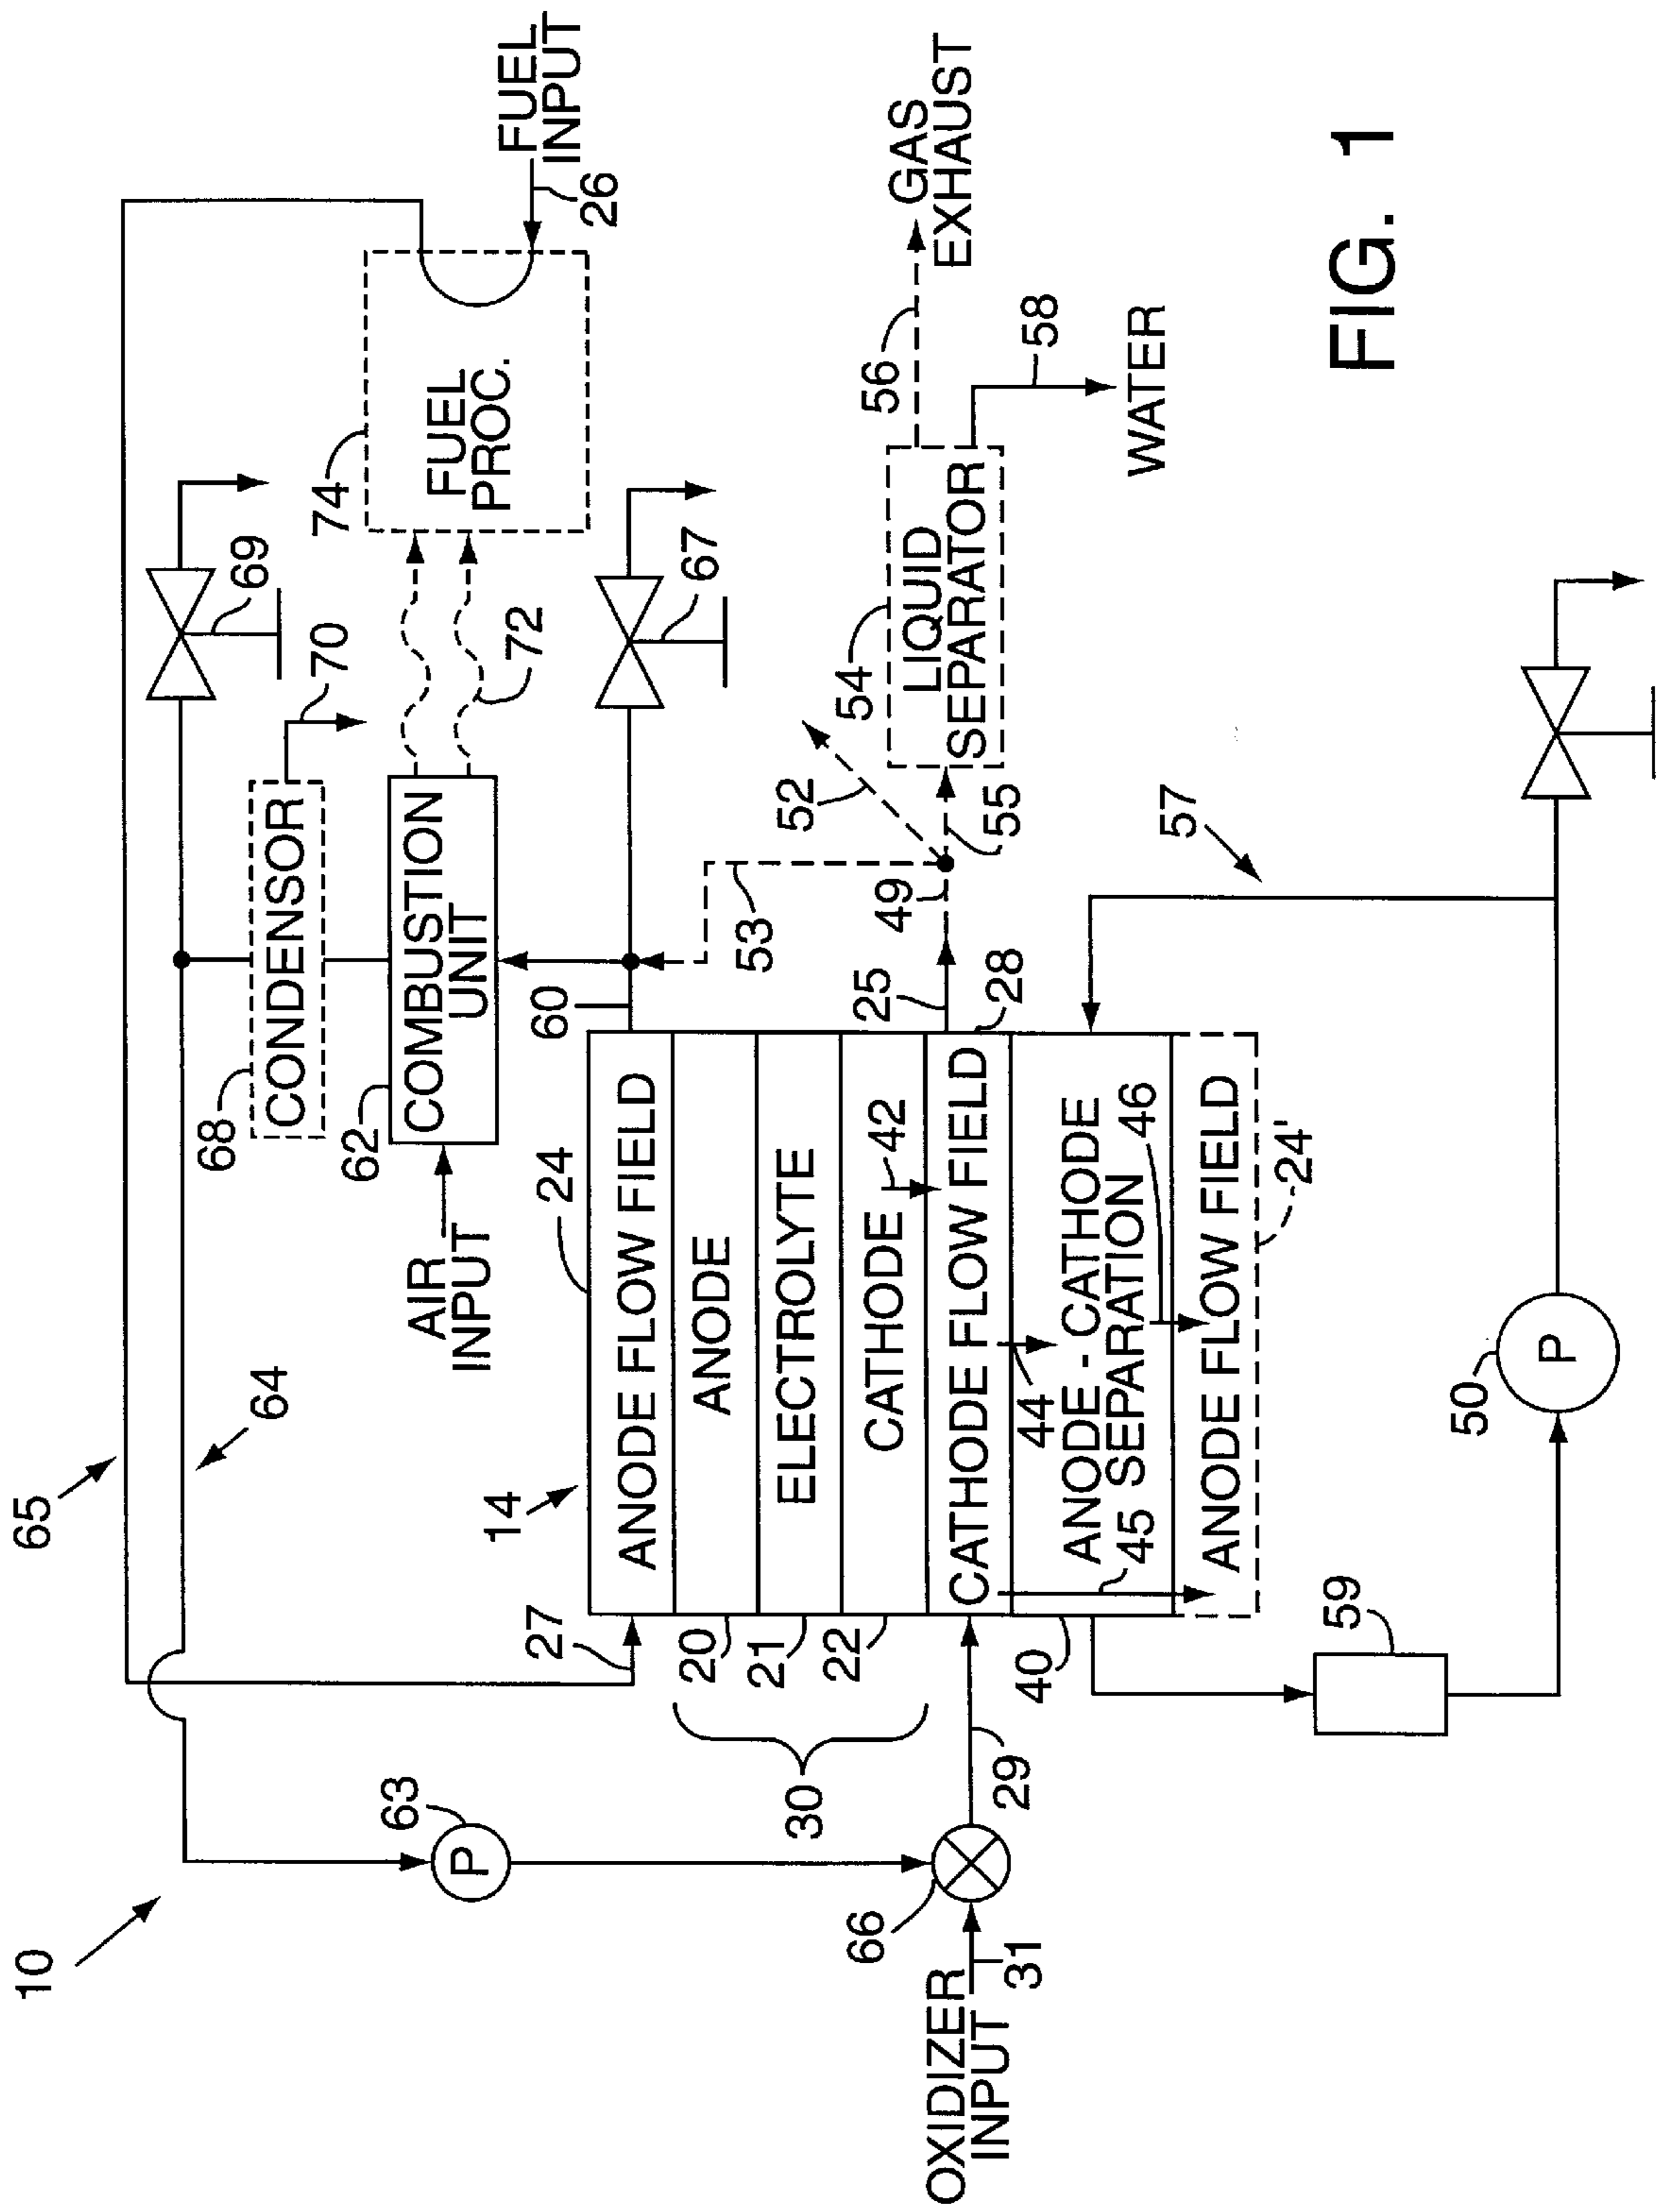 10
65
64
69
70
68
CONDENSOR
62
COMBUSTION
UNIT
AIR
INPUT
72
74
FUEL
PROC.
FUEL
INPUT
26
63
P
14
27
24
60
67
ANODE FLOW FIELD
20
ANODE
21
ELECTROLYTE
22
CATHODE
42
30
53
52
25
49
55
54
LIQUID
SEPARATOR
56
GAS
EXHAUST
58
WATER
OXIDIZER
INPUT
31
66
29
CATHODE FLOW FIELD
28
40
44
ANODE - CATHODE
SEPARATION
45
46
ANODE FLOW FIELD
24'
57
59
50
P
FIG. 1